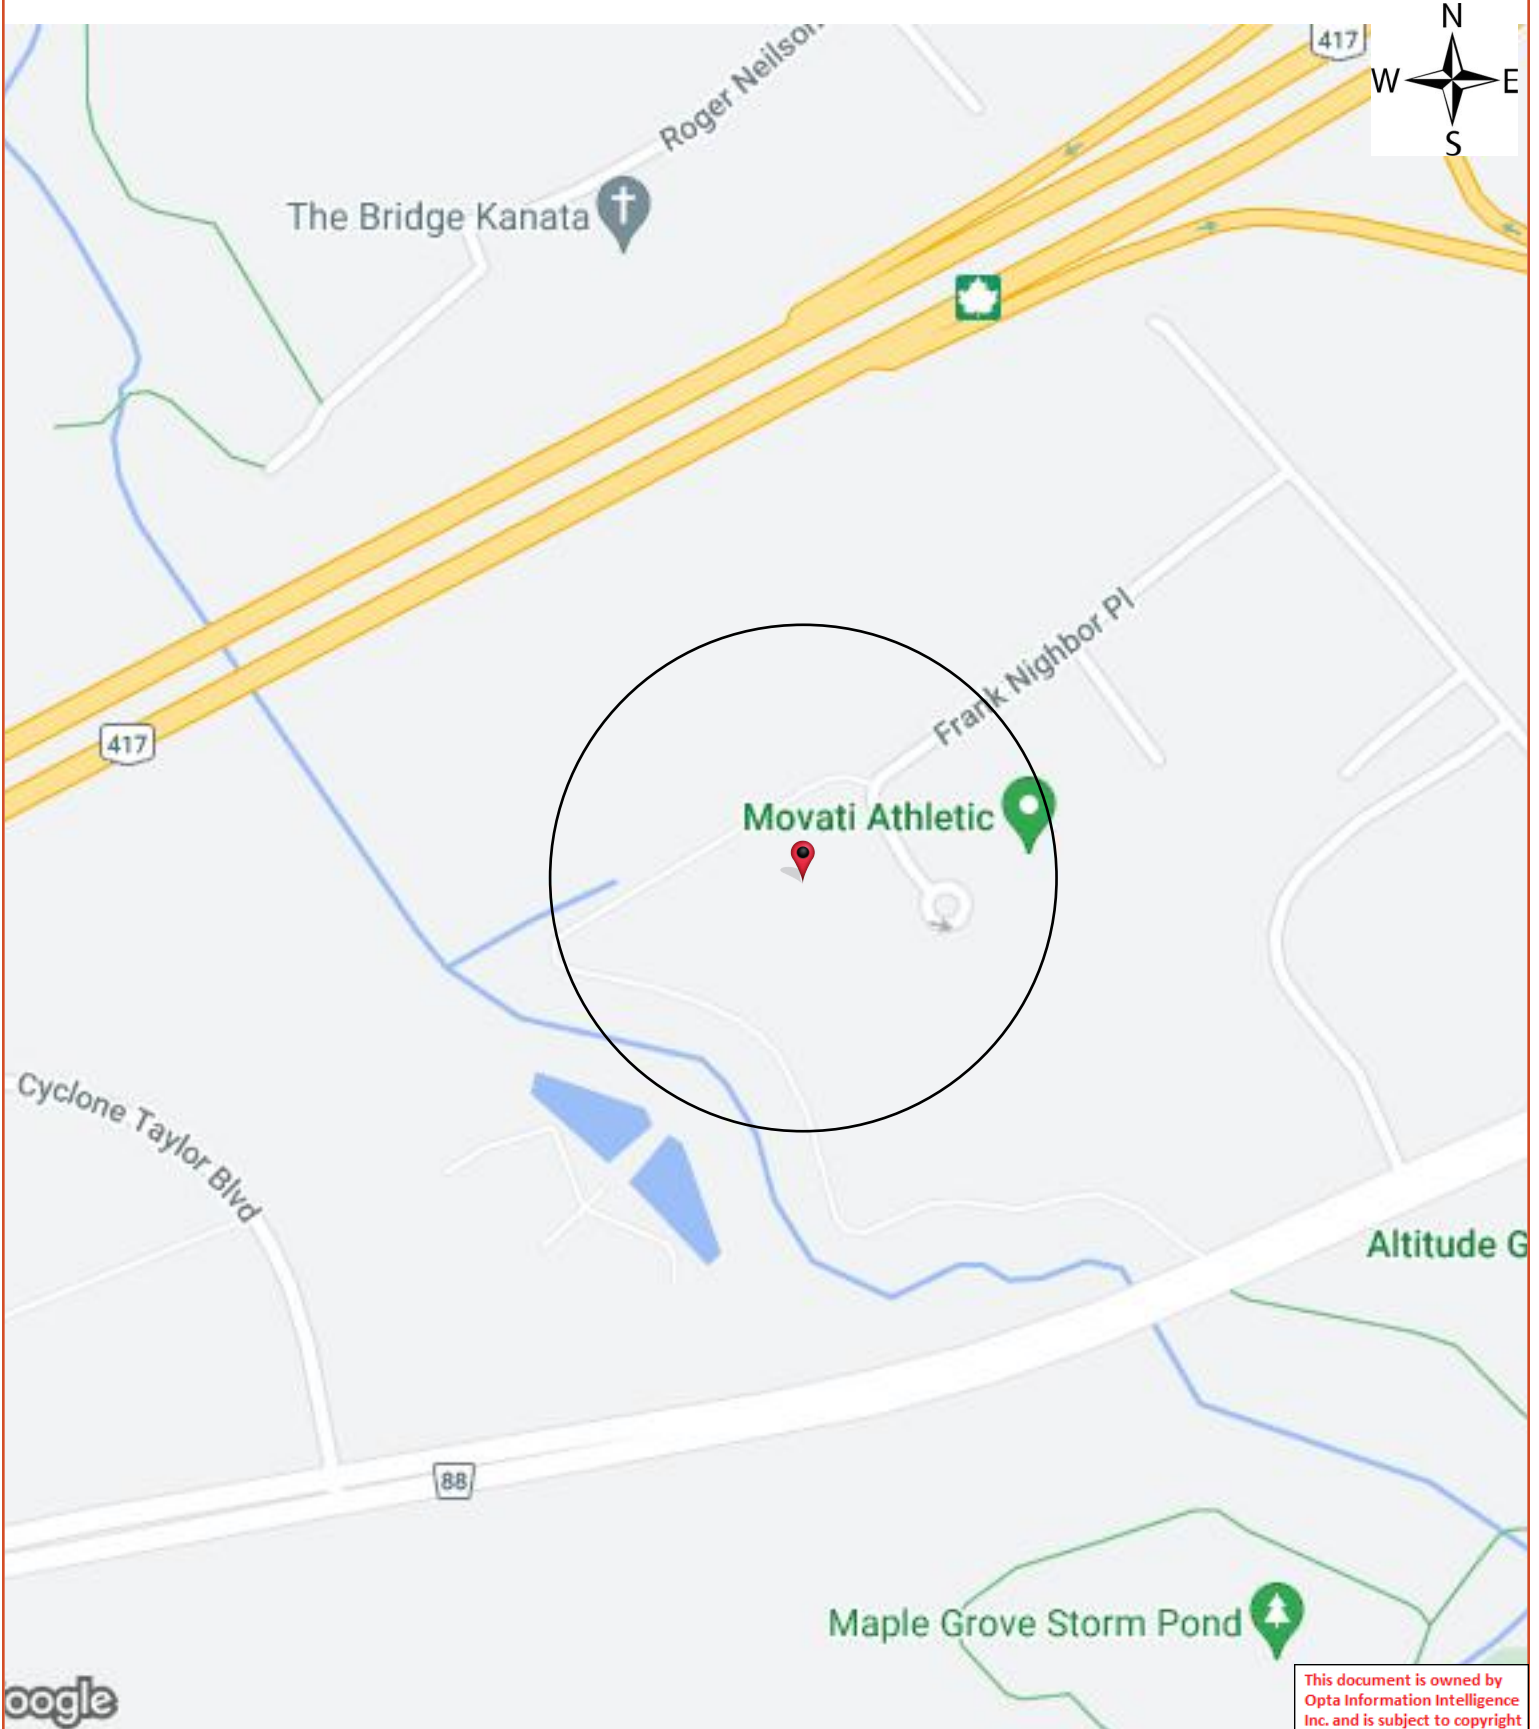 N
417
W E
S
Roger Neilson
The Bridge Kanata
Frank Nighbor Pl
417
Movati Athletic
Cyclone Taylor Blvd
Altitude G
88
Maple Grove Storm Pond
oogle
This document is owned by
Opta Information Intelligence
Inc. and is subject to copyright